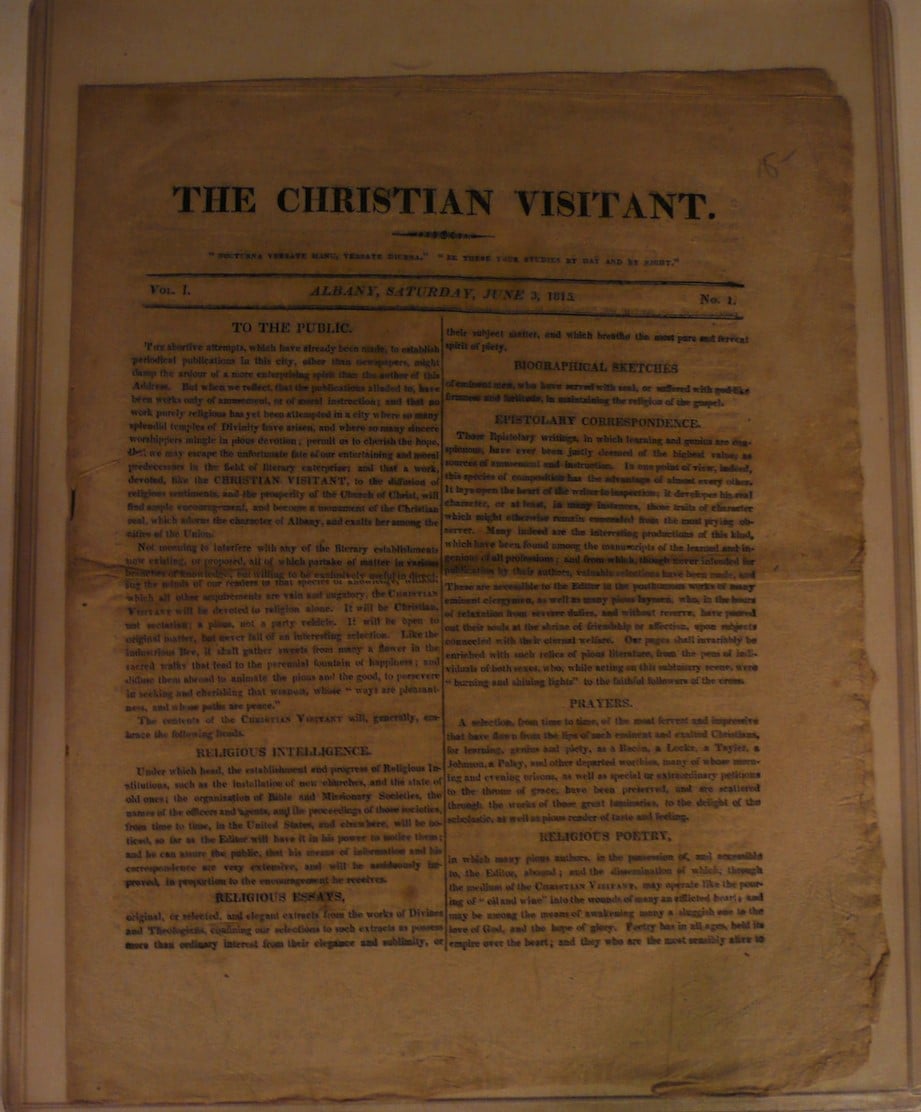 18-
THE CHRISTIAN VISITANT.
"NOCTURNA VERSATE MANU, VERSATE DIURNA." "BE THESE YOUR STUDIES BY DAY AND BY NIGHT."
VOL. I. ALBANY, SATURDAY, JUNE 3, 1815. No. 1.
TO THE PUBLIC.
THE abortive attempts, which have already been made, to establish
periodical publications in this city, other than newspapers, might
damp the ardour of a more enterprising spirit than the author of this
Address. But when we reflect, that the publications alluded to, have
been works only of amusement, or of moral instruction; and that no
work purely religious has yet been attempted in a city where so many
splendid temples of Divinity have arisen, and where so many sincere
worshippers mingle in pious devotion; permit us to cherish the hope,
that we may escape the unfortunate fate of our entertaining and moral
predecessors in the field of literary enterprise; and that a work,
devoted, like the CHRISTIAN VISITANT, to the diffusion of
religious sentiments, and the prosperity of the Church of Christ, will
find ample encouragement, and become a monument of the Christian
zeal, which adorns the character of Albany, and exalts her among the
cities of the Union.
Not meaning to interfere with any of the literary establishments
now existing, or proposed, all of which partake of matter in various
branches of knowledge, but willing to be exclusively useful to direct-
ing the minds of our readers to that species of knowledge, without
which all other acquirements are vain and nugatory, the CHRISTIAN
VISITANT will be devoted to religion alone. It will be Christian,
not sectarian; a pious, not a party vehicle. It will be open to
original matter, but never fail of an interesting selection. Like the
industrious Bee, it shall gather sweets from many a flower in the
sacred walks that lead to the perennial fountain of happiness; and
diffuse them abroad to animate the pious and the good, to persevere
in seeking and cherishing that wisdom, whose "ways are pleasant-
ness, and whose paths are peace."
The contents of the CHRISTIAN VISITANT will, generally, em-
brace the following heads.
RELIGIOUS INTELLIGENCE.
Under which head, the establishment and progress of Religious In-
stitutions, such as the installation of new churches, and the state of
old ones; the organization of Bible and Missionary Societies, the
names of the officers and agents, and the proceedings of those societies,
from time to time, in the United States, and elsewhere, will be no-
ticed, so far as the Editor will have it in his power to notice them;
and he can assure the public, that his means of information and his
correspondence are very extensive, and will be assiduously im-
proved, in proportion to the encouragement he receives.
RELIGIOUS ESSAYS,
original, or selected, and elegant extracts from the works of Divines
and Theologians, confining our selections to such extracts as possess
more than ordinary interest from their elegance and sublimity, or
their subject matter, and which breathe the most pure and fervent
spirit of piety.
BIOGRAPHICAL SKETCHES
of eminent men, who have served with zeal, or suffered with god-like
firmness and fortitude, in maintaining the religion of the gospel.
EPISTOLARY CORRESPONDENCE.
Those Epistolary writings, in which learning and genius are con-
spicuous, have ever been justly deemed of the highest value, as
sources of amusement and instruction. In one point of view, indeed,
this species of composition has the advantage of almost every other.
It lays open the heart of the writer to inspection; it developes his real
character, or at least, in many instances, those traits of character
which might otherwise remain concealed from the most prying ob-
server. Many indeed are the interesting productions of this kind,
which have been found among the manuscripts of the learned and in-
genious of all professions; and from which, though never intended for
publication by their authors, valuable selections have been made, and
These are accessible to the Editor in the posthumous works of many
eminent clergymen, as well as many pious laymen, who, in the hours
of relaxation from severer duties, and without reserve, have poured
out their souls at the shrine of friendship or affection, upon subjects
connected with their eternal welfare. Our pages shall invariably be
enriched with such relics of pious literature, from the pens of indi-
viduals of both sexes, who, while acting on this sublunary scene, were
"burning and shining lights" to the faithful followers of the cross.
PRAYERS.
A selection, from time to time, of the most fervent and impressive
that have flown from the lips of such eminent and exalted Christians,
for learning, genius and piety, as a Bacon, a Locke, a Taylor, a
Johnson, a Paley, and other departed worthies, many of whose morn-
ing and evening orisons, as well as special or extraordinary petitions
to the throne of grace, have been preserved, and are scattered
through the works of those great luminaries, to the delight of the
scholastic, as well as pious reader of taste and feeling.
RELIGIOUS POETRY,
in which many pious authors, in the possession of, and accessible
to, the Editor, abound; and the dissemination of which, through
the medium of the CHRISTIAN VISITANT, may operate like the pour-
ing of "oil and wine" into the wounds of many an afflicted heart; and
may be among the means of awakening many a sluggish one to the
love of God, and the hope of glory. Poetry has in all ages, held its
empire over the heart; and they who are the most sensibly alive to